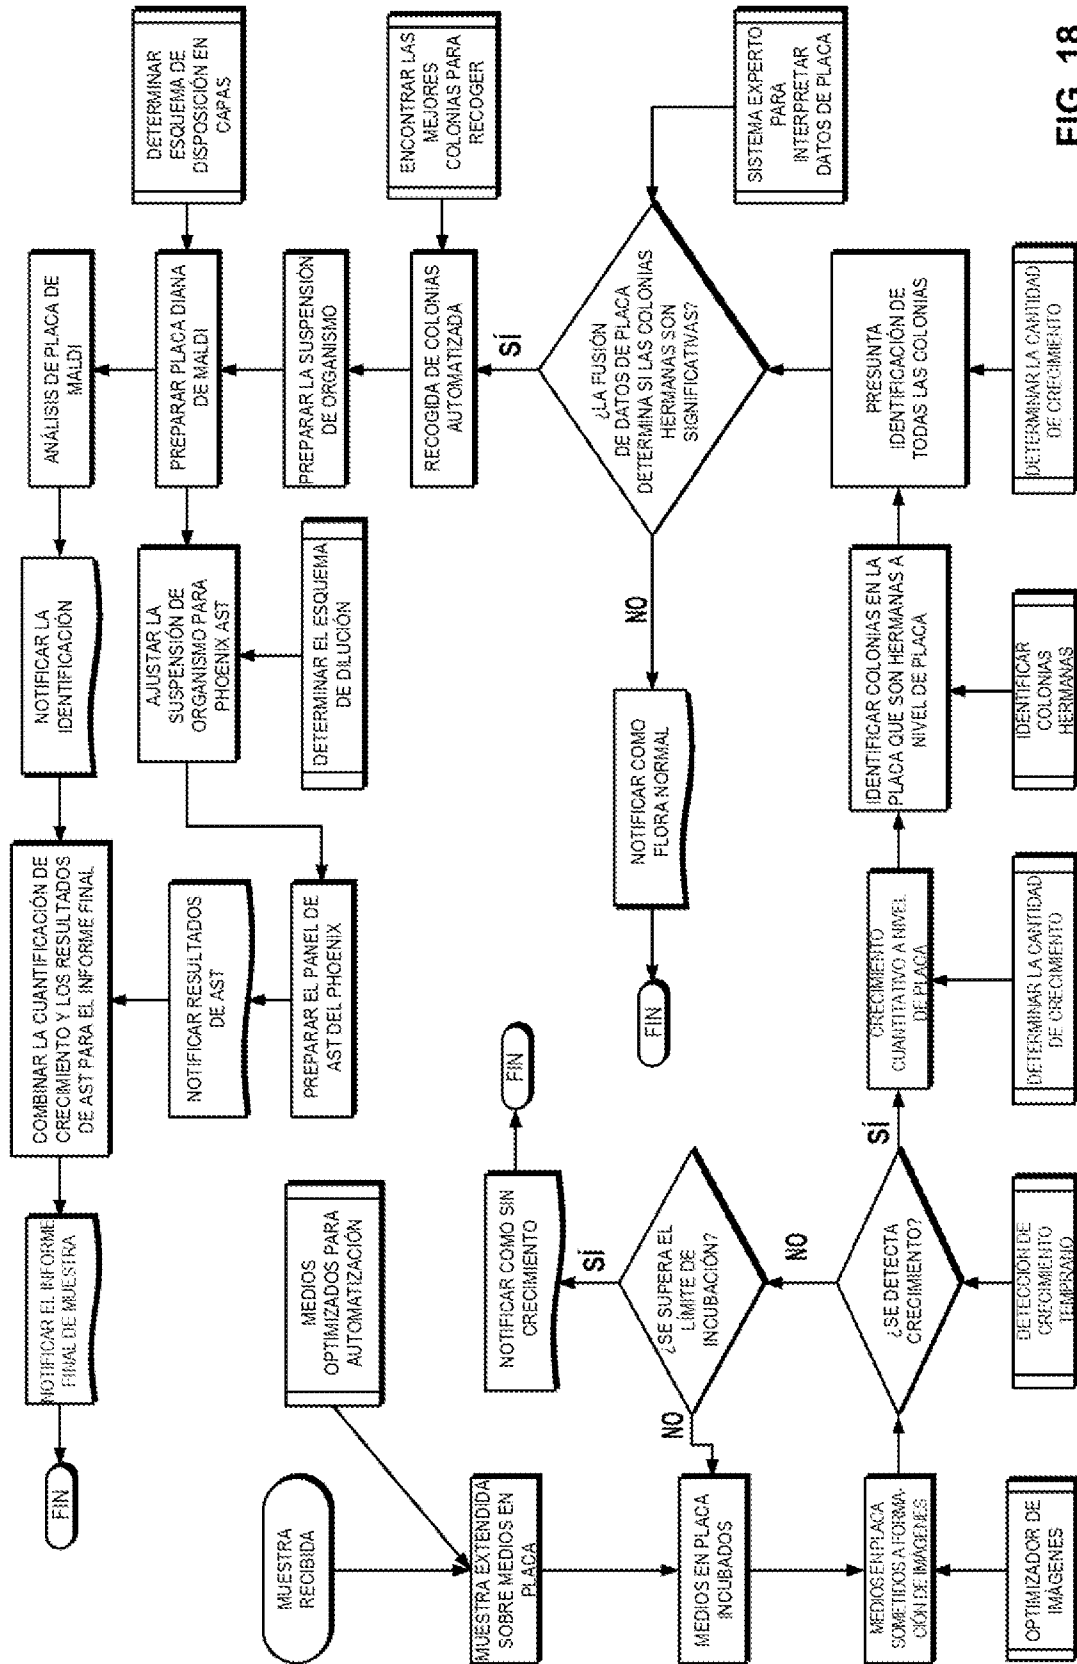 MUESTRA
RECIBIDA
MEDIOS
OPTIMIZADOS PARA
AUTOMATIZACIÓN
MUESTRA EXTENDIDA
SOBRE MEDIOS EN
PLACA
MEDIOS EN PLACA
INCUBADOS
MEDIOS EN PLACA
SOMETIDOS A FORMA-
CIÓN DE IMÁGENES
OPTIMIZADOR DE
IMÁGENES
¿SE DETECTA
CRECIMIENTO?
DETECCIÓN DE
CRECIMIENTO
TEMPRANO
NO
¿SE SUPERA EL
LÍMITE DE
INCUBACIÓN?
NO
SÍ
NOTIFICAR COMO SIN
CRECIMIENTO
FIN
SÍ
CRECIMIENTO
CUANTITATIVO A NIVEL
DE PLACA
DETERMINAR LA CANTIDAD
DE CRECIMIENTO
IDENTIFICAR COLONIAS EN LA
PLACA QUE SON HERMANAS A
NIVEL DE PLACA
IDENTIFICAR
COLONIAS
HERMANAS
PRESUNTA
IDENTIFICACIÓN DE
TODAS LAS COLONIAS
DETERMINAR LA CANTIDAD
DE CRECIMIENTO
¿LA FUSIÓN
DE DATOS DE PLACA
DETERMINA SI LAS COLONIAS
HERMANAS SON
SIGNIFICATIVAS?
SISTEMA EXPERTO
PARA
INTERPRETAR
DATOS DE PLACA
NO
NOTIFICAR COMO
FLORA NORMAL
FIN
SÍ
RECOGIDA DE COLONIAS
AUTOMATIZADA
ENCONTRAR LAS
MEJORES
COLONIAS PARA
RECOGER
PREPARAR LA SUSPENSIÓN
DE ORGANISMO
PREPARAR PLACA DIANA
DE MALDI
DETERMINAR
ESQUEMA DE
DISPOSICIÓN EN
CAPAS
ANÁLISIS DE PLACA DE
MALDI
NOTIFICAR LA
IDENTIFICACIÓN
AJUSTAR LA
SUSPENSIÓN DE
ORGANISMO PARA
PHOENIX AST
DETERMINAR EL ESQUEMA
DE DILUCIÓN
PREPARAR EL PANEL DE
AST DEL PHOENIX
NOTIFICAR RESULTADOS
DE AST
COMBINAR LA CUANTIFICACIÓN DE
CRECIMIENTO Y LOS RESULTADOS
DE AST PARA EL INFORME FINAL
NOTIFICAR EL INFORME
FINAL DE MUESTRA
FIN
FIG. 18